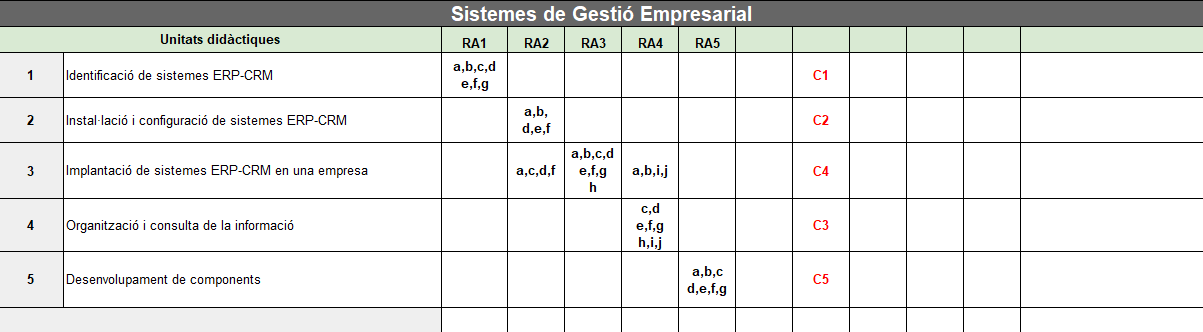 Sistemes de Gestió Empresarial
Unitats didàctiques RA1 RA2 RA3 RA4 RA5
1 Identificació de sistemes ERP-CRM a,b,c,d C1
e,f,g
2 Instal·lació i configuració de sistemes ERP-CRM a,b, C2
d,e,f
3 Implantació de sistemes ERP-CRM en una empresa a,c,d,f a,b,c,d a,b,i,j C4
e,f,g
h
4 Organització i consulta de la informació c,d C3
e,f,g
h,i,j
5 Desenvolupament de components a,b,c C5
d,e,f,g